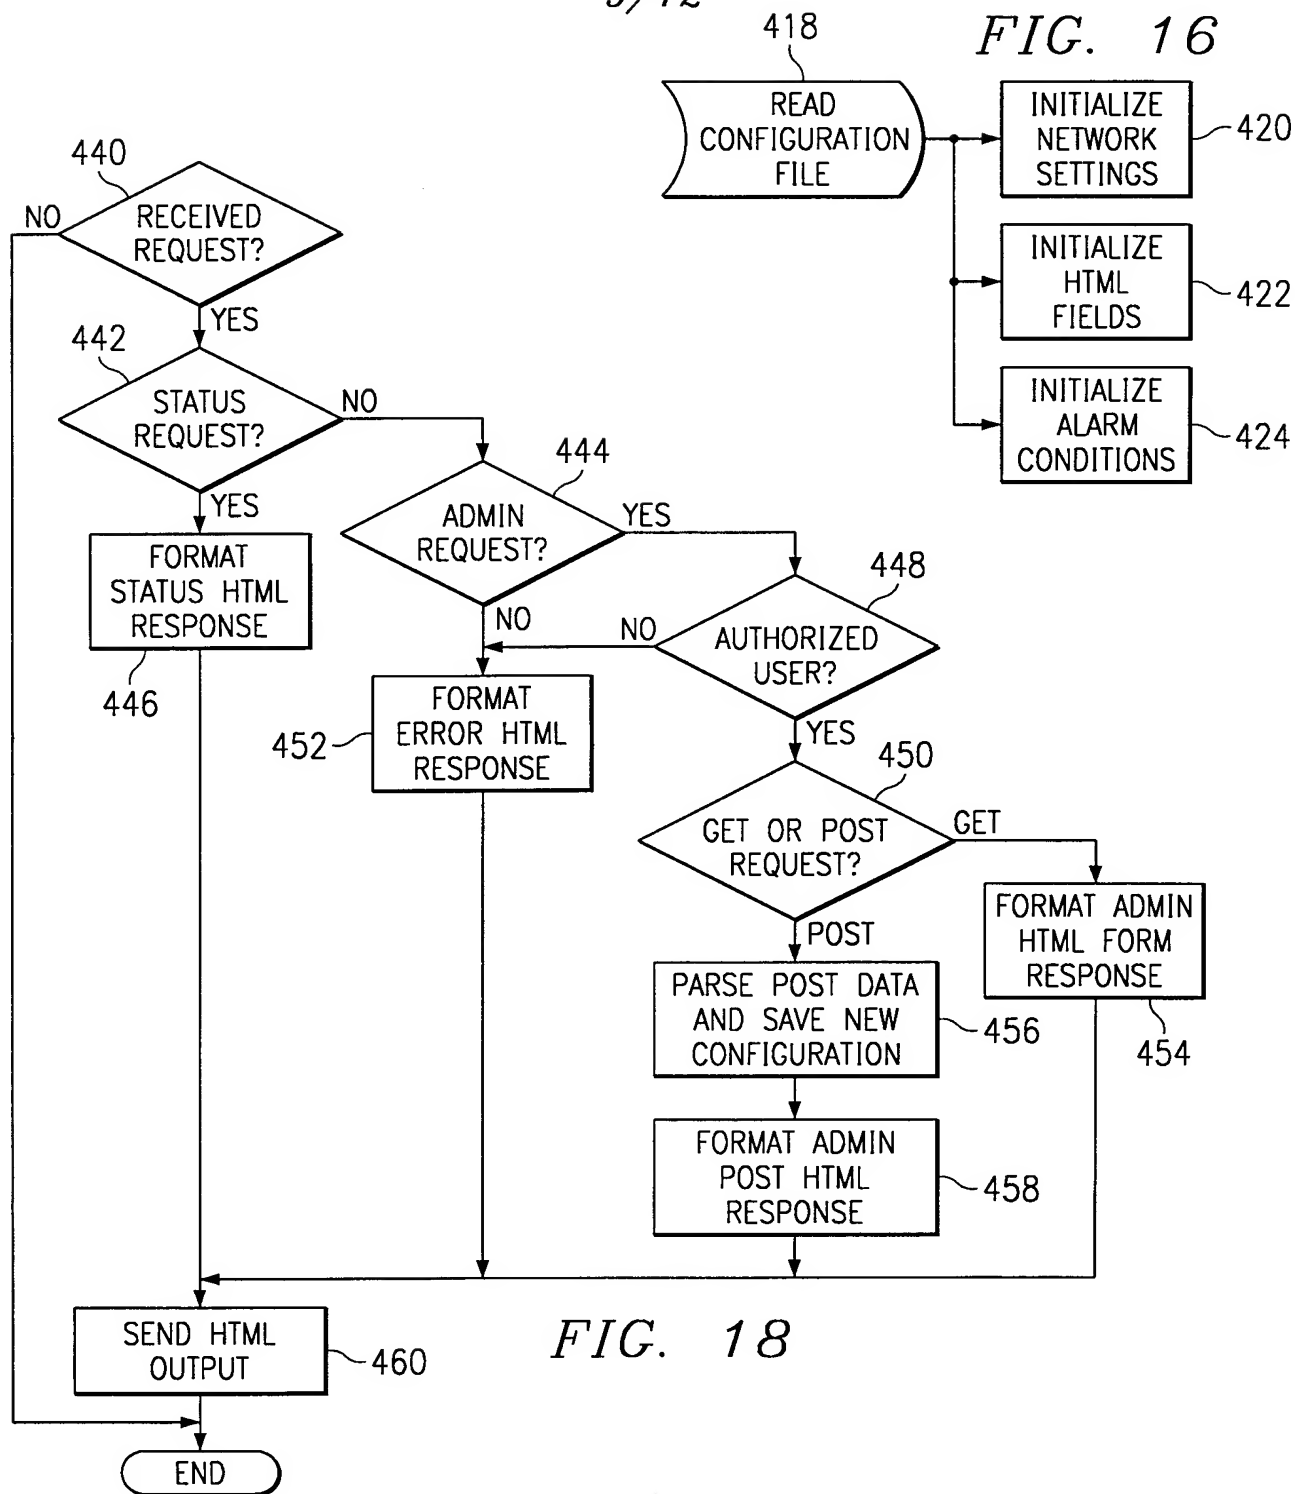 418
FIG. 16
READ
CONFIGURATION
FILE
INITIALIZE
NETWORK
SETTINGS
420
INITIALIZE
HTML
FIELDS
422
INITIALIZE
ALARM
CONDITIONS
424
440
NO
RECEIVED
REQUEST?
YES
442
STATUS
REQUEST?
NO
YES
444
ADMIN
REQUEST?
YES
NO
FORMAT
STATUS HTML
RESPONSE
446
448
AUTHORIZED
USER?
NO
YES
FORMAT
ERROR HTML
RESPONSE
452
450
GET OR POST
REQUEST?
GET
POST
FORMAT ADMIN
HTML FORM
RESPONSE
454
PARSE POST DATA
AND SAVE NEW
CONFIGURATION
456
FORMAT ADMIN
POST HTML
RESPONSE
458
SEND HTML
OUTPUT
460
FIG. 18
END